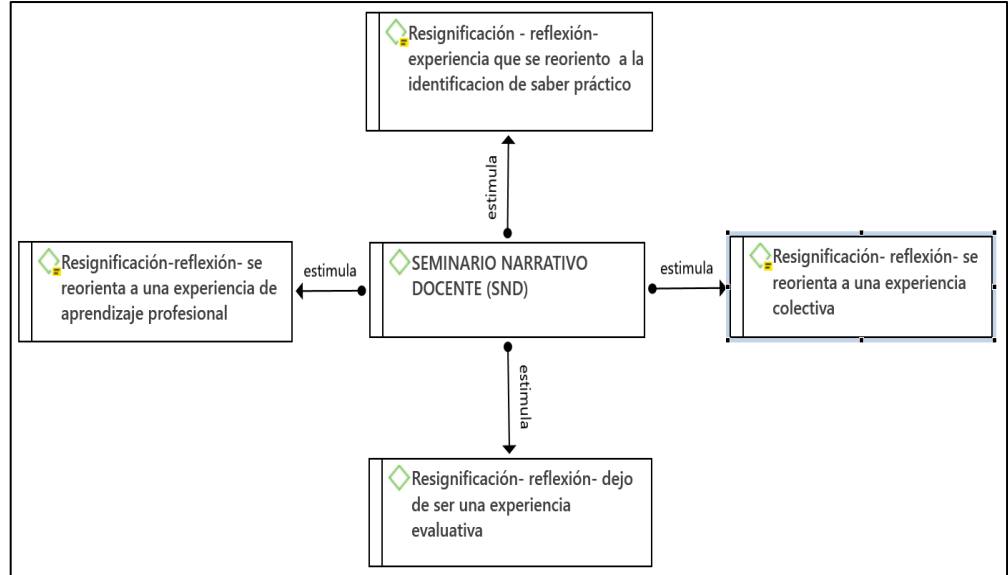 Resignificación - reflexión-
experiencia que se reoriento a la
identificacion de saber práctico
estimula
Resignificación-reflexión- se
reorienta a una experiencia de
aprendizaje profesional
estimula
SEMINARIO NARRATIVO
DOCENTE (SND)
estimula
Resignificación- reflexión- se
reorienta a una experiencia
colectiva
estimula
Resignificación- reflexión- dejo
de ser una experiencia
evaluativa